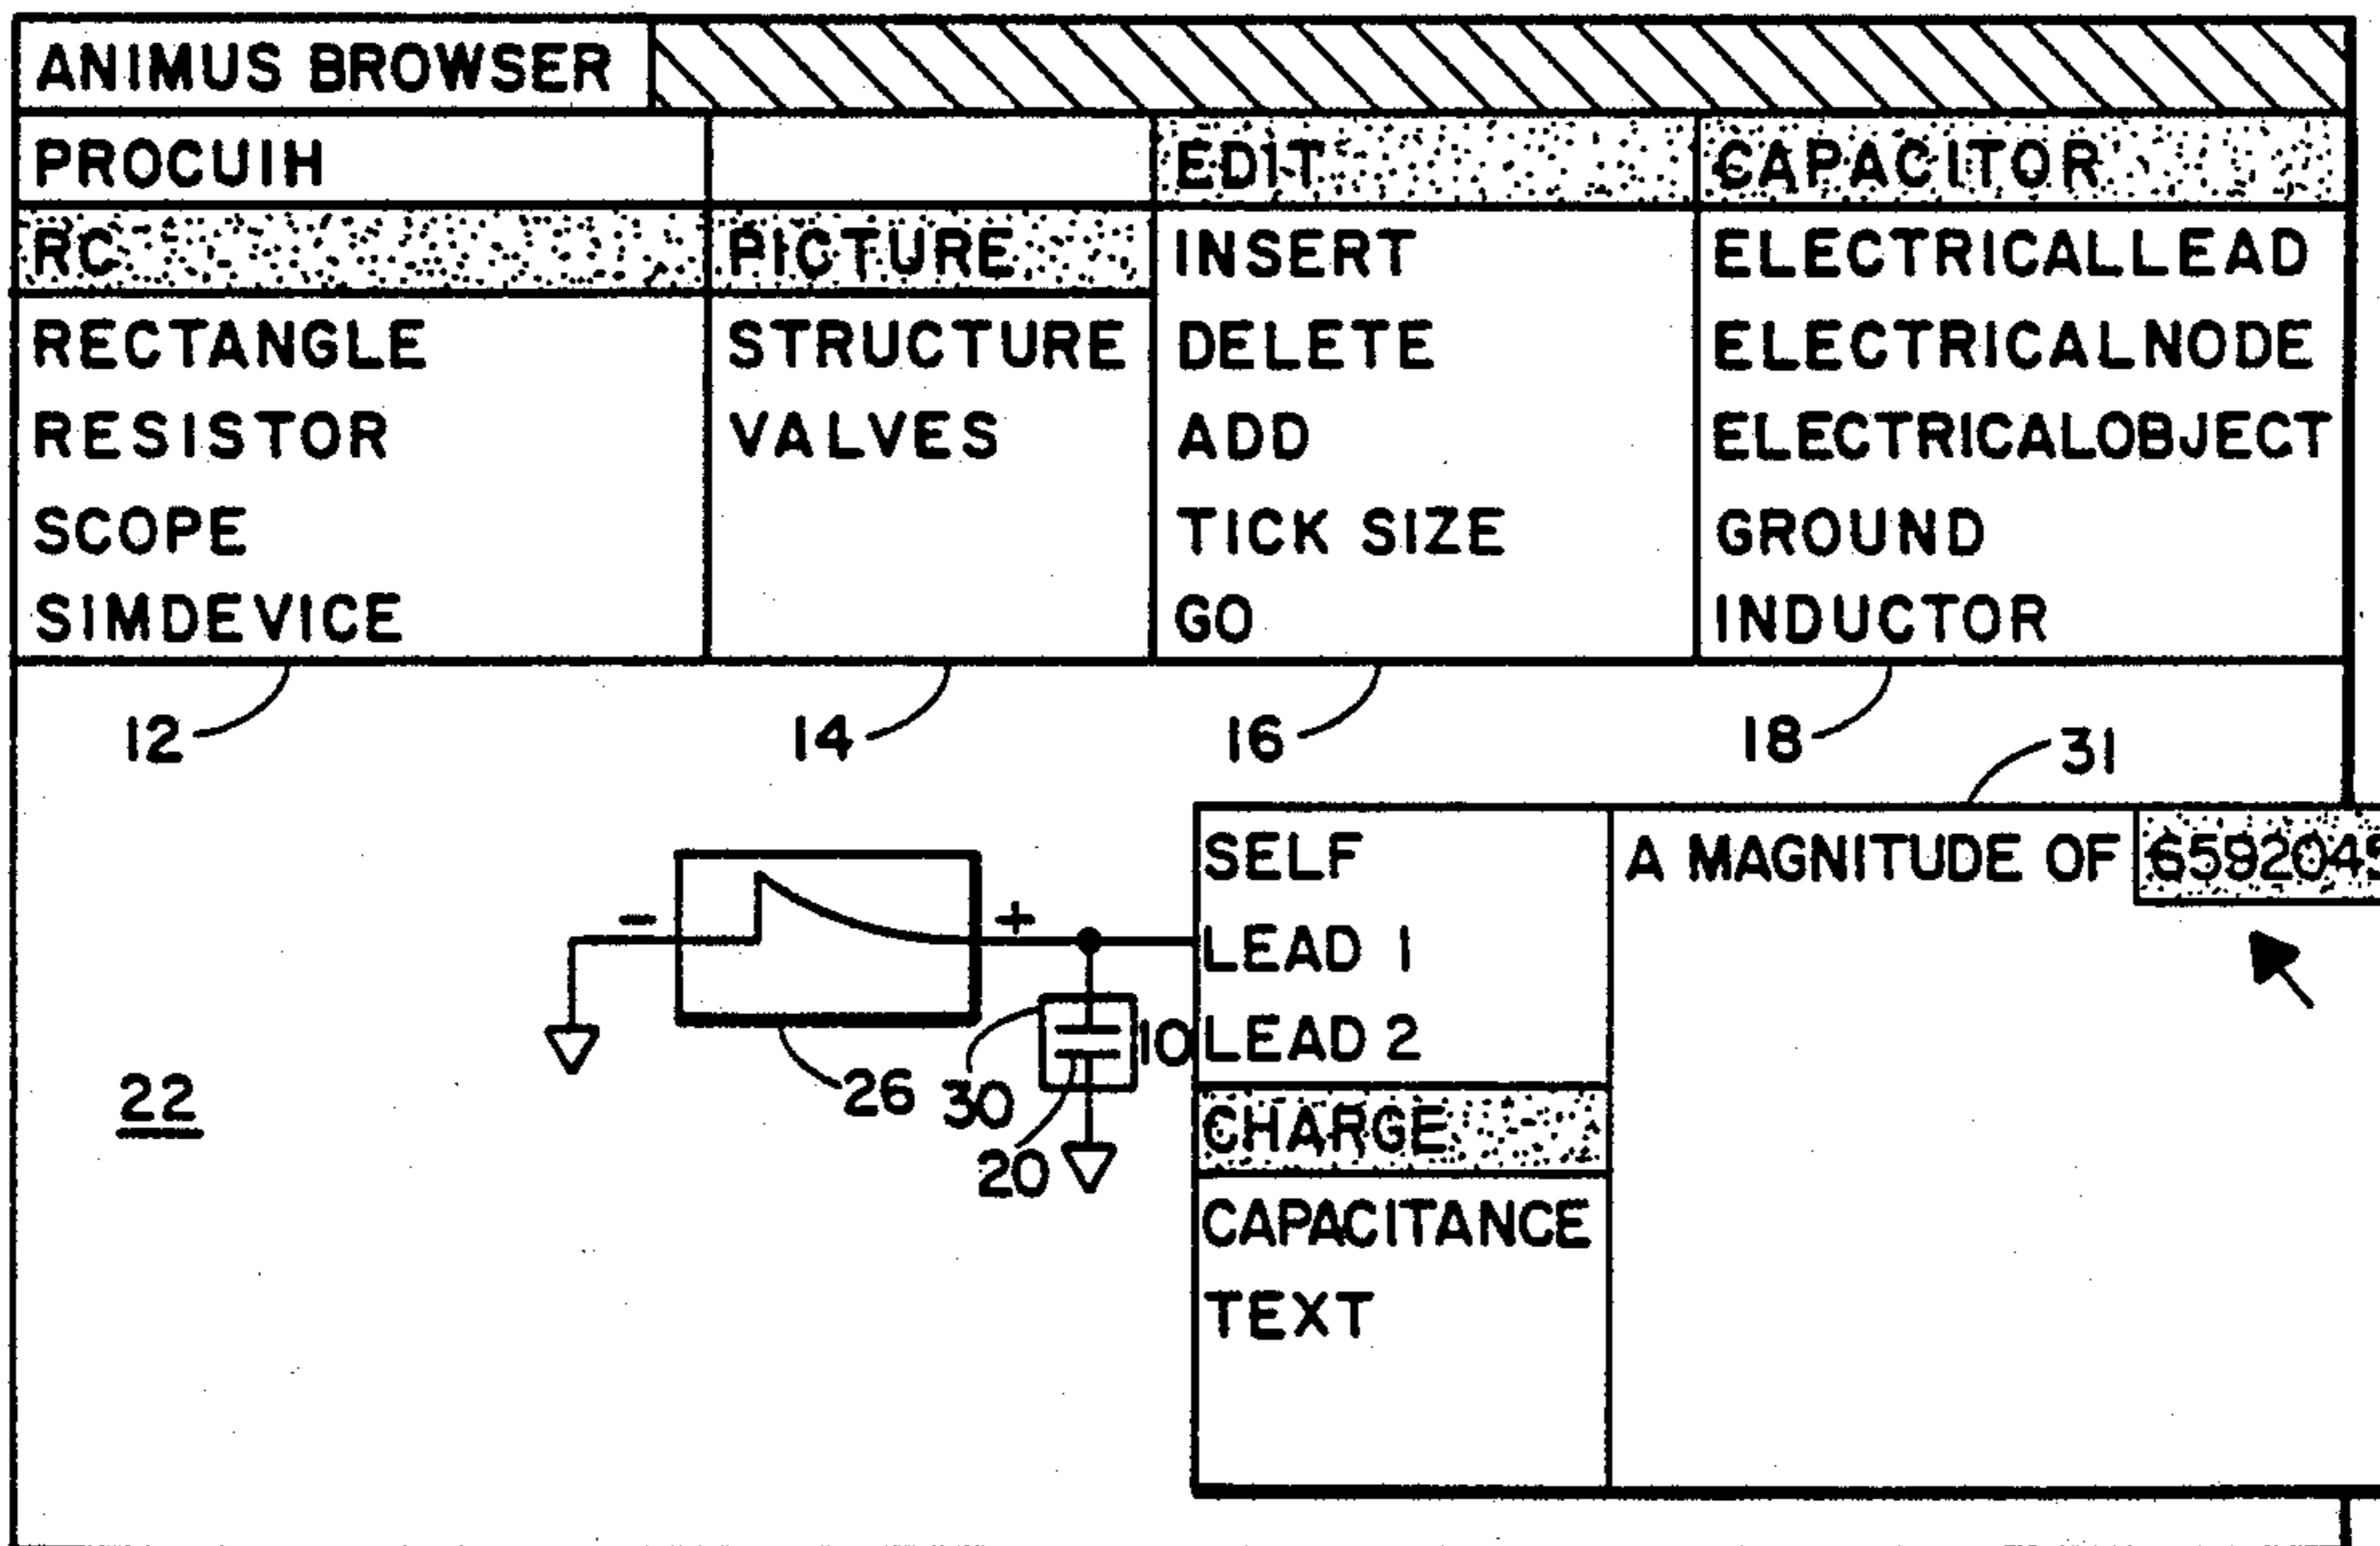 ANIMUS BROWSER
PROCUIH
RC
RECTANGLE
RESISTOR
SCOPE
SIMDEVICE
PICTURE
STRUCTURE
VALVES
EDIT
INSERT
DELETE
ADD
TICK SIZE
GO
CAPACITOR
ELECTRICALLEAD
ELECTRICALNODE
ELECTRICALOBJECT
GROUND
INDUCTOR
12
14
16
18
31
22
−
+
26
30
10
20
SELF
LEAD 1
LEAD 2
CHARGE
CAPACITANCE
TEXT
A MAGNITUDE OF